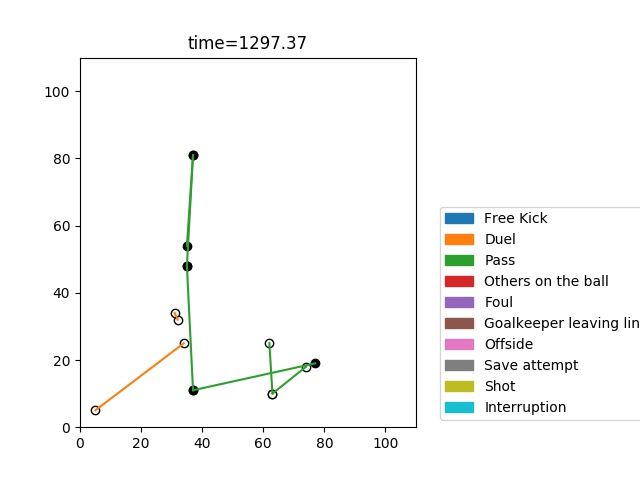 time=1297.37
100
80
60
40
20
0
0 20 40 60 80 100
Free Kick
Duel
Pass
Others on the ball
Foul
Goalkeeper leaving lin
Offside
Save attempt
Shot
Interruption